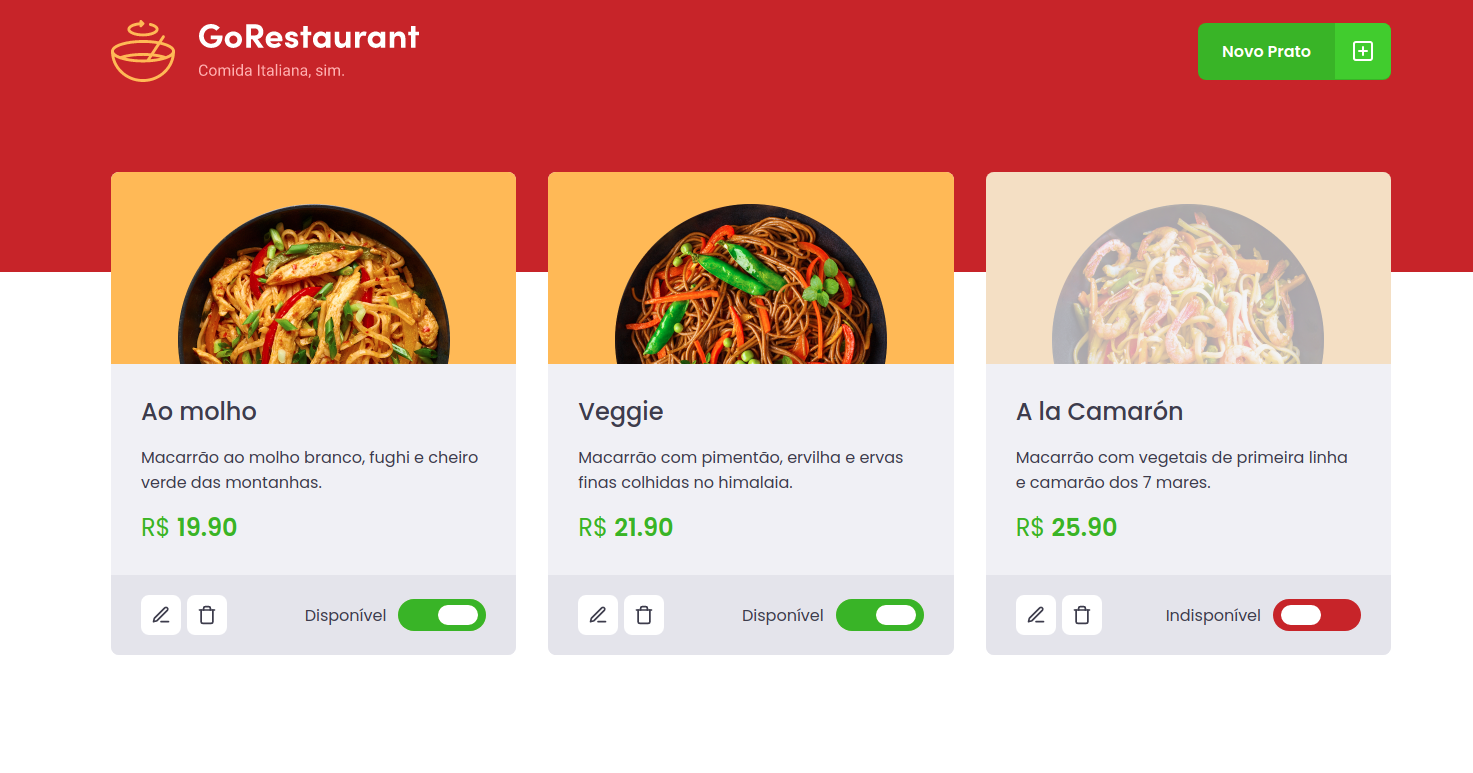 GoRestaurant
Comida Italiana, sim.
Novo Prato
Ao molho
Macarrão ao molho branco, fughi e cheiro
verde das montanhas.
R$ 19.90
Disponível
Veggie
Macarrão com pimentão, ervilha e ervas
finas colhidas no himalaia.
R$ 21.90
Disponível
A la Camarón
Macarrão com vegetais de primeira linha
e camarão dos 7 mares.
R$ 25.90
Indisponível